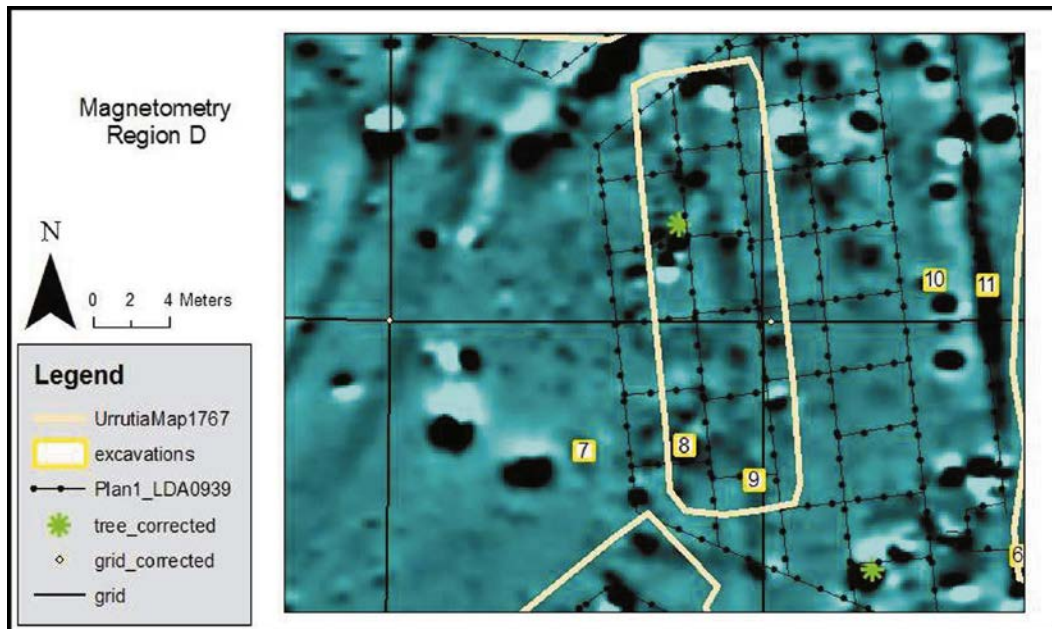 Magnetometry
Region D
N
0 2 4 Meters
Legend
UrrutiaMap1767
excavations
Plan1_LDA0939
tree_corrected
grid_corrected
grid
10
11
7
8
9
6